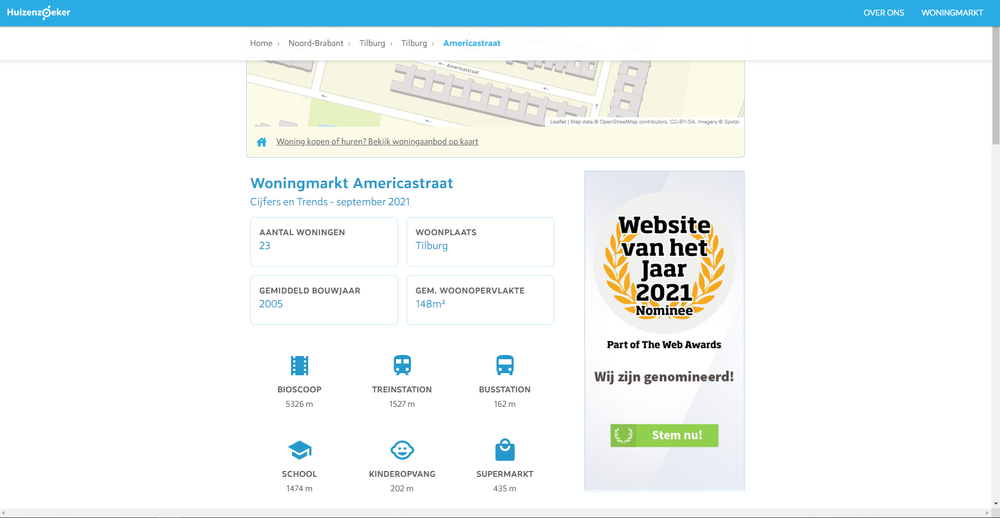 Huizenzoeker
OVER ONS
WONINGMARKT
Home › Noord-Brabant › Tilburg › Tilburg › Americastraat
Americastraat
Leaflet | Map data © OpenStreetMap contributors, CC-BY-SA, Imagery © Spotzi
Woning kopen of huren? Bekijk woningaanbod op kaart
Woningmarkt Americastraat
Cijfers en Trends - september 2021
AANTAL WONINGEN
23
WOONPLAATS
Tilburg
GEMIDDELD BOUWJAAR
2005
GEM. WOONOPERVLAKTE
148m²
BIOSCOOP
5326 m
TREINSTATION
1527 m
BUSSTATION
162 m
SCHOOL
1474 m
KINDEROPVANG
202 m
SUPERMARKT
435 m
Website
van het
Jaar
2021
Nominee
Part of The Web Awards
Wij zijn genomineerd!
Stem nu!